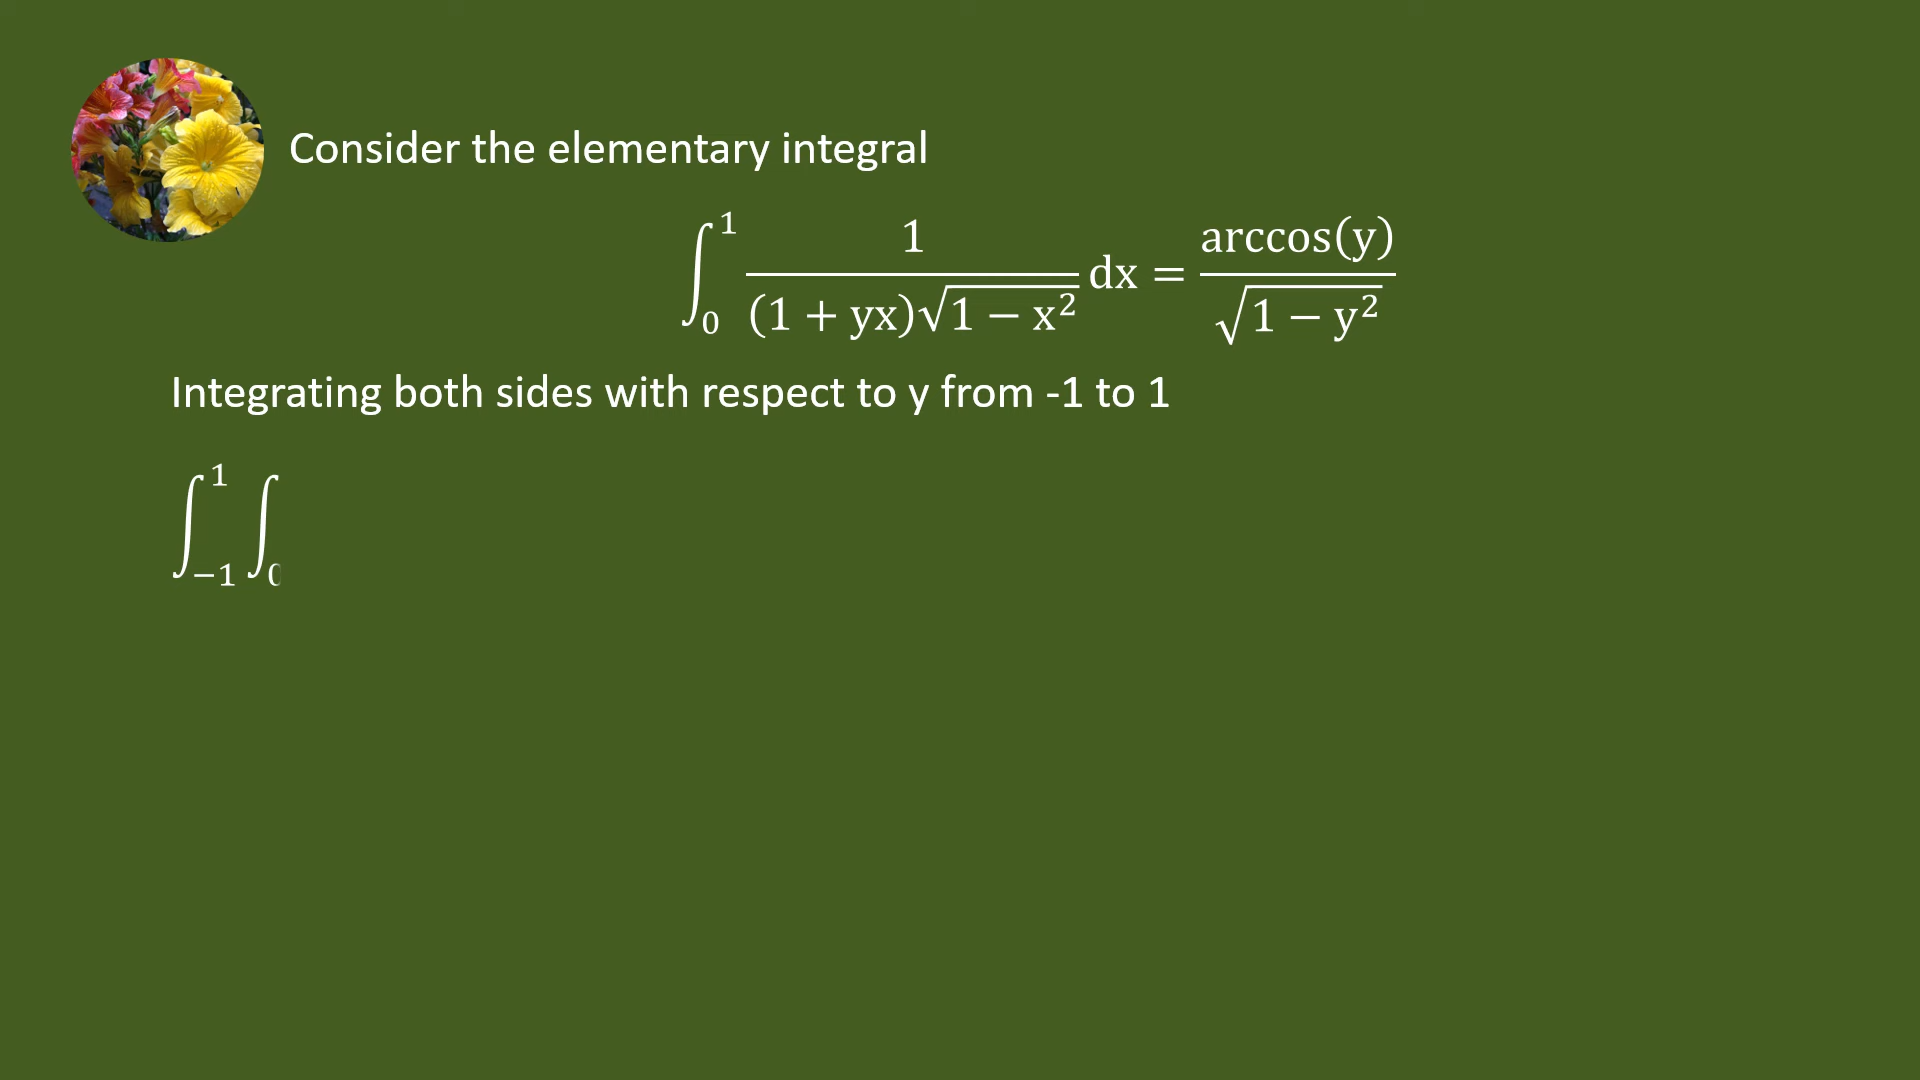 Consider the elementary integral
∫₀¹ 1/((1 + yx)√(1 − x²)) dx = arccos(y)/√(1 − y²)
Integrating both sides with respect to y from -1 to 1
∫₋₁¹ ∫₀